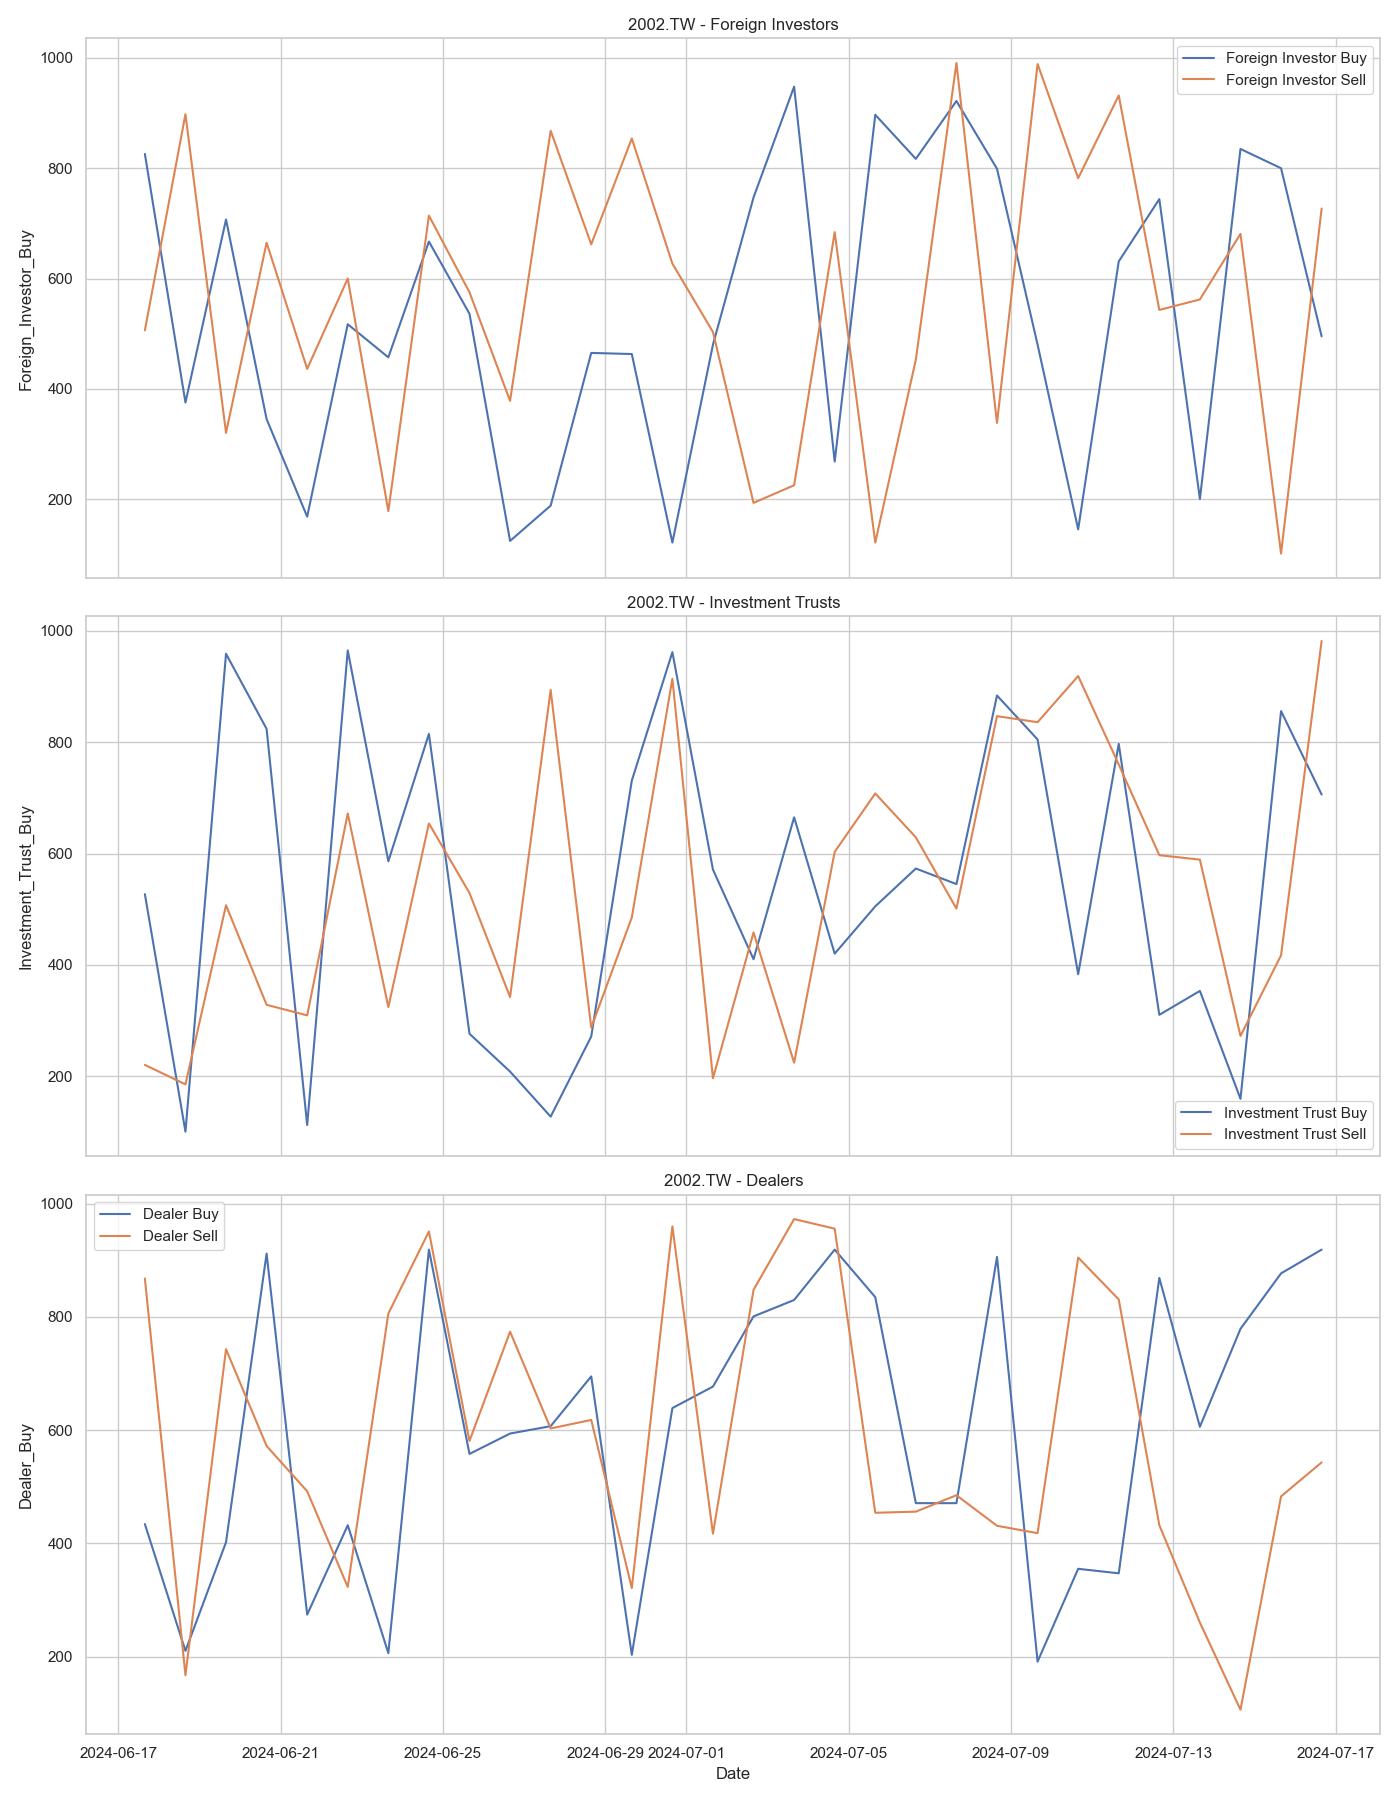 2002.TW - Foreign Investors
Foreign_Investor_Buy
1000
800
600
400
200
Foreign Investor Buy
Foreign Investor Sell
2002.TW - Investment Trusts
Investment_Trust_Buy
1000
800
600
400
200
Investment Trust Buy
Investment Trust Sell
2002.TW - Dealers
Dealer_Buy
1000
800
600
400
200
Dealer Buy
Dealer Sell
2024-06-17 2024-06-21 2024-06-25 2024-06-29 2024-07-01 2024-07-05 2024-07-09 2024-07-13 2024-07-17
Date